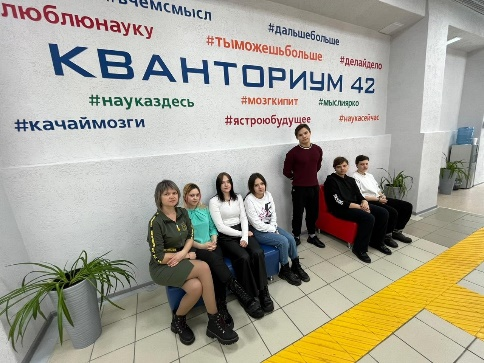 #вчемсмысл
люблюнауку
#дальшебольше
#тыможешьбольше
#делайдело
КВАНТОРИУМ 42
#науказдесь
#мозгкипит
#мыслиярко
#качаймозги
#ястроюбудущее
#наукасейчас